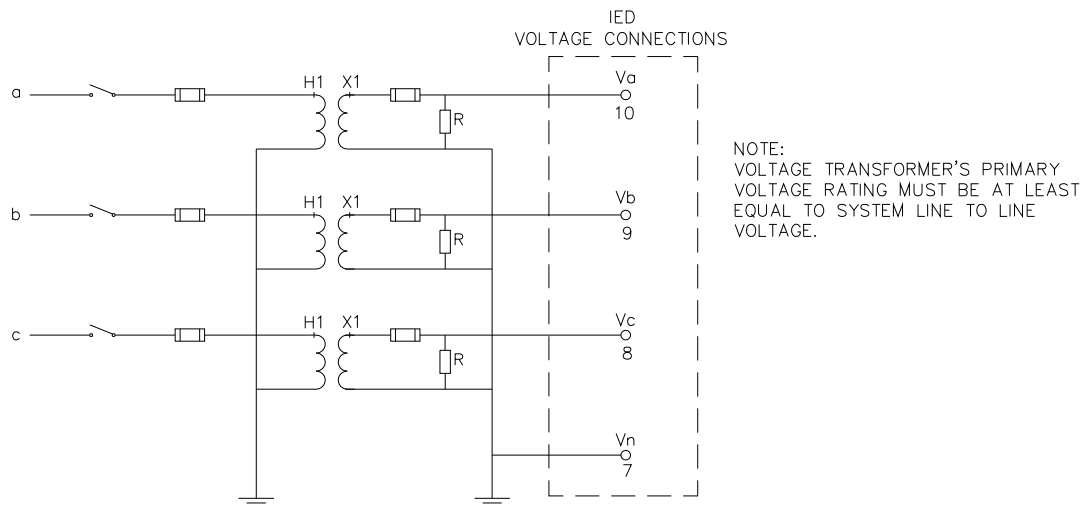 IED
VOLTAGE CONNECTIONS
a
H1 X1
R
Va
10
NOTE:
VOLTAGE TRANSFORMER'S PRIMARY
VOLTAGE RATING MUST BE AT LEAST
EQUAL TO SYSTEM LINE TO LINE
VOLTAGE.
b
H1 X1
R
Vb
9
c
H1 X1
R
Vc
8
Vn
7